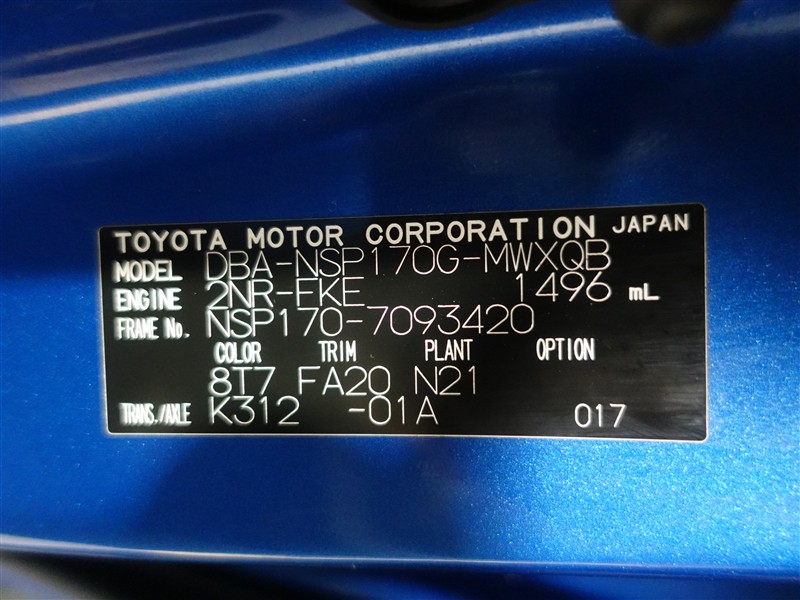 TOYOTA MOTOR CORPORATION JAPAN
MODEL DBA-NSP170G-MWXQB
ENGINE 2NR-FKE 1496 mL
FRAME No. NSP170-7093420
COLOR TRIM PLANT OPTION
8T7 FA20 N21
TRANS./AXLE K312 -01A 017